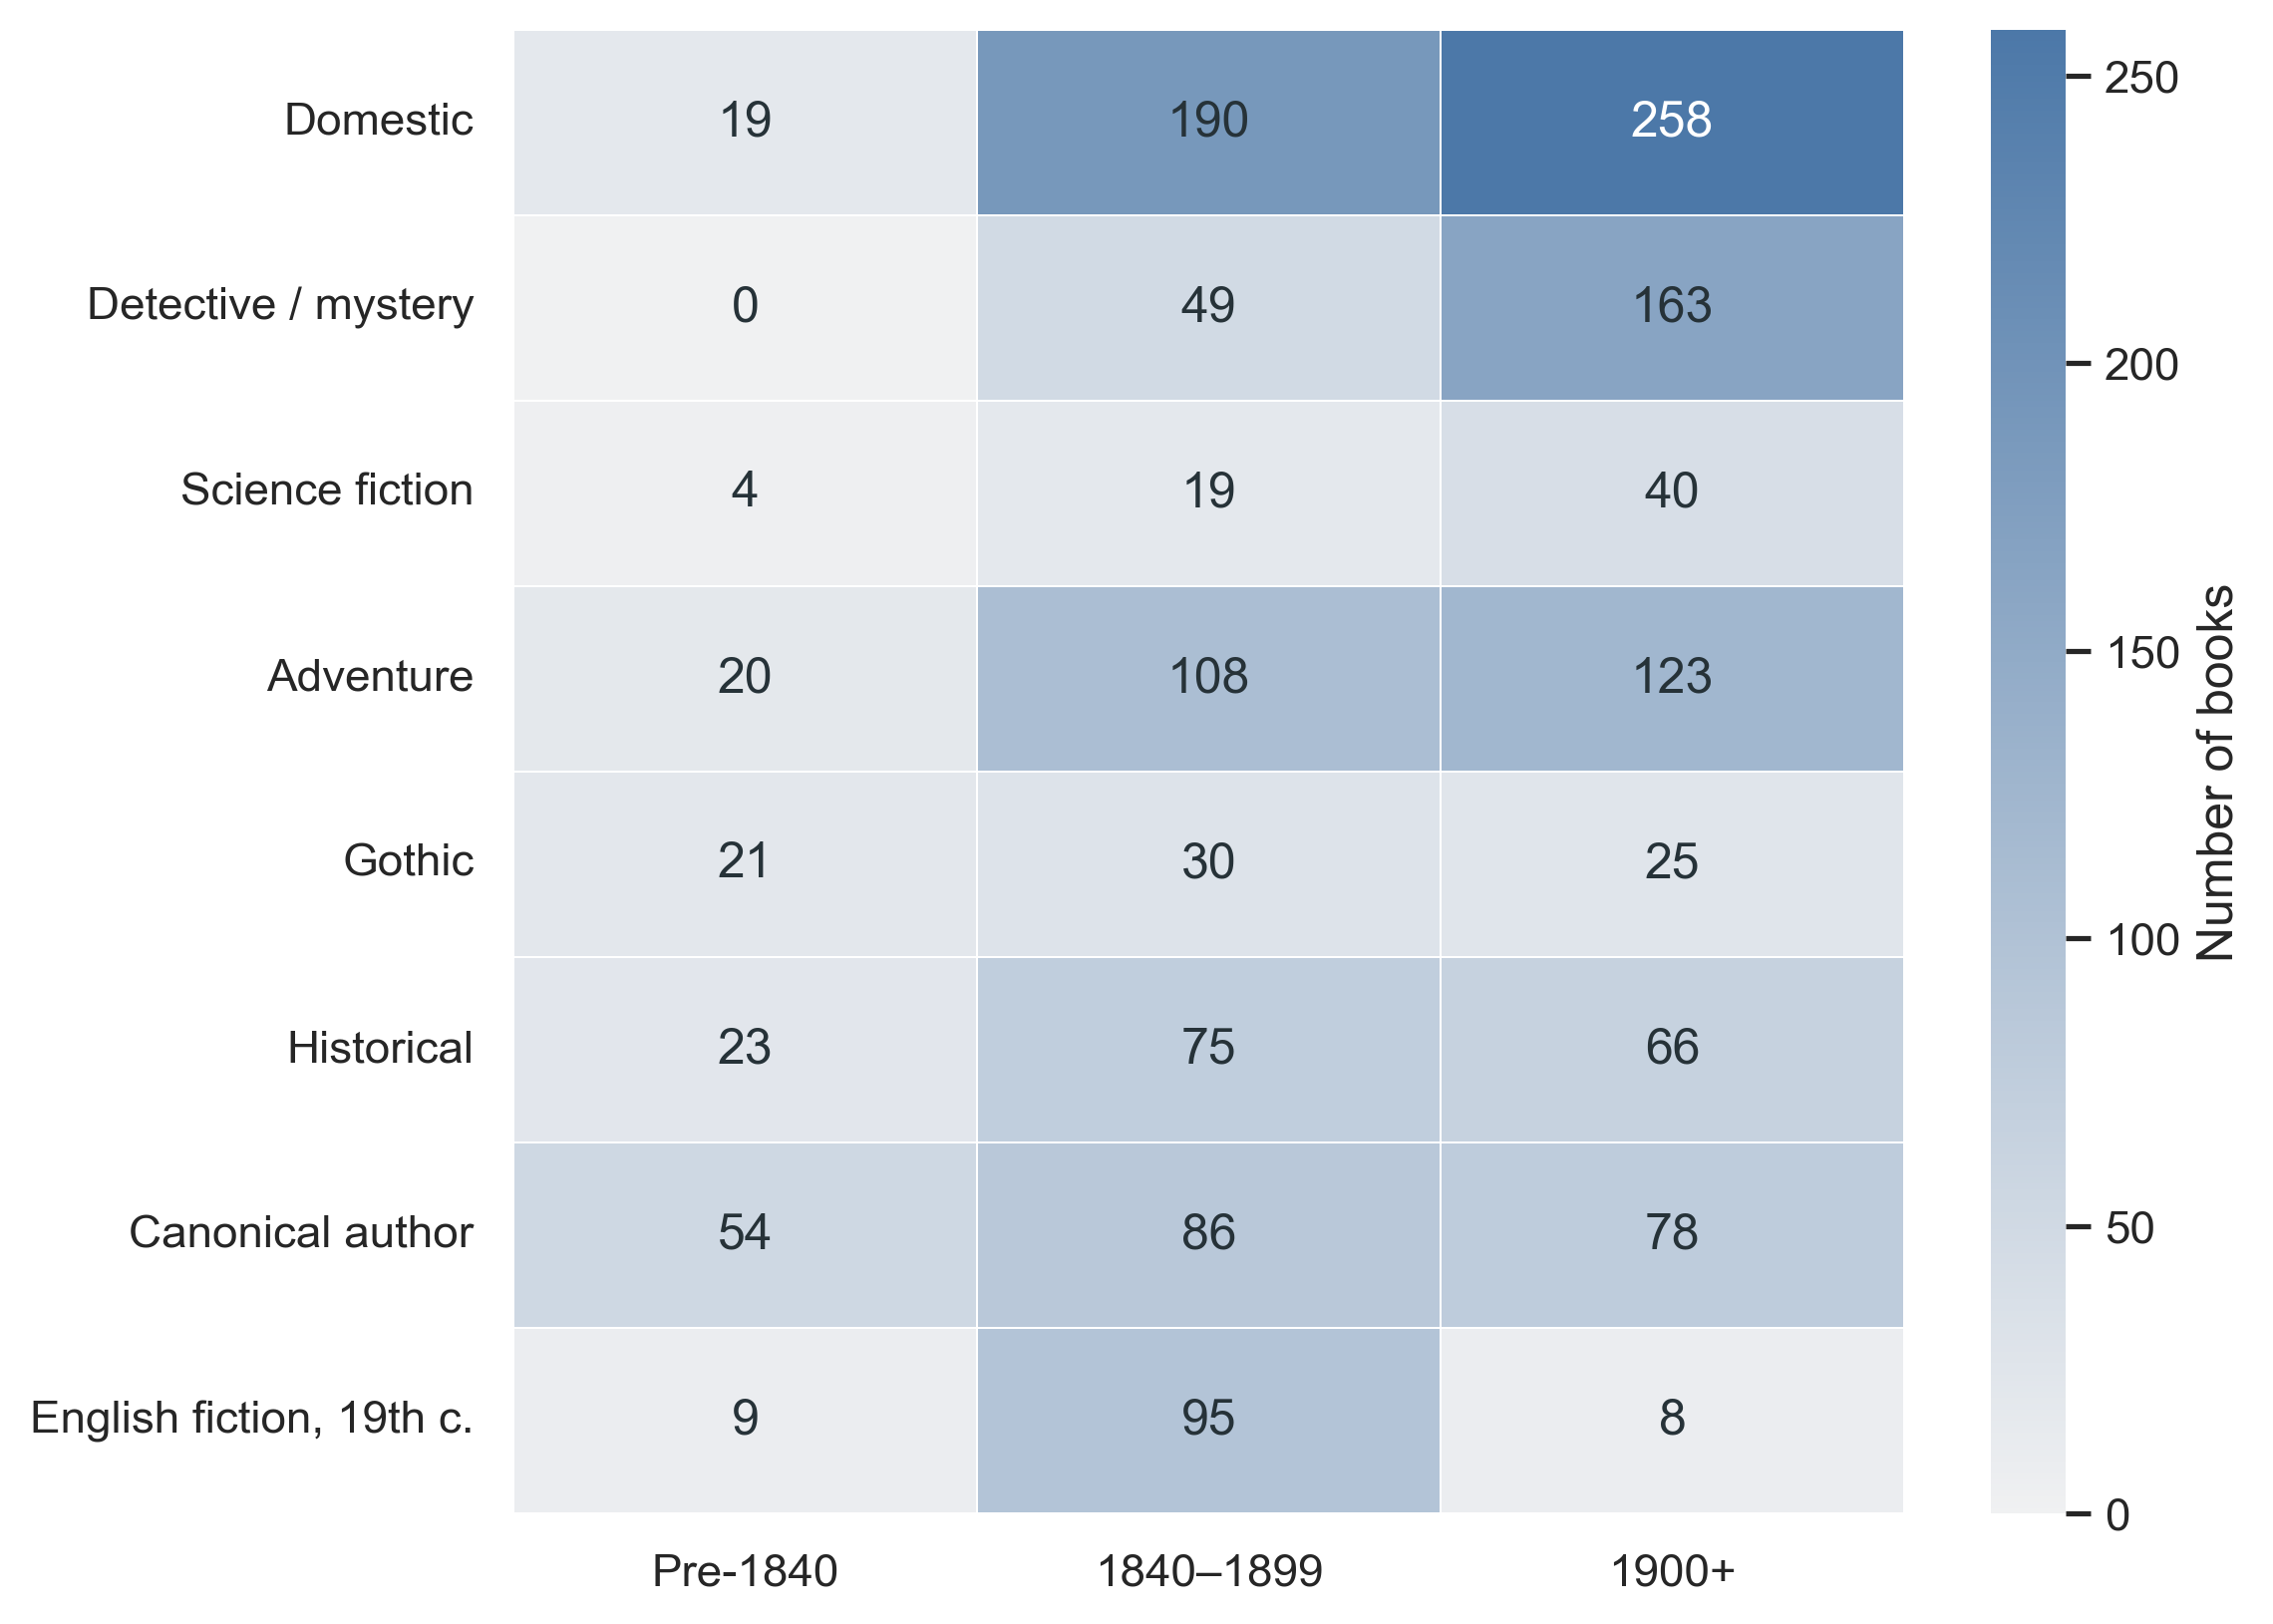 Domestic 19 190 258
Detective / mystery 0 49 163
Science fiction 4 19 40
Adventure 20 108 123
Gothic 21 30 25
Historical 23 75 66
Canonical author 54 86 78
English fiction, 19th c. 9 95 8
Pre-1840 1840–1899 1900+
250
200
150
100
50
0
Number of books